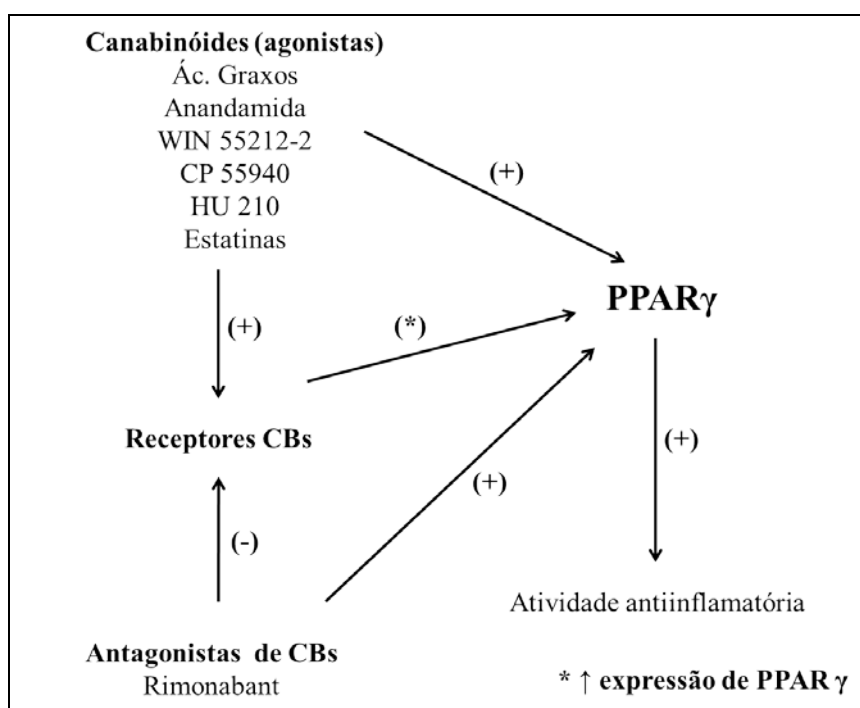 Canabinóides (agonistas)
Ác. Graxos
Anandamida
WIN 55212-2
CP 55940
HU 210
Estatinas
(+)
PPARγ
(+)
(*)
Receptores CBs
(+)
(+)
(-)
Atividade antiinflamatória
Antagonistas de CBs
Rimonabant
* ↑ expressão de PPAR γ